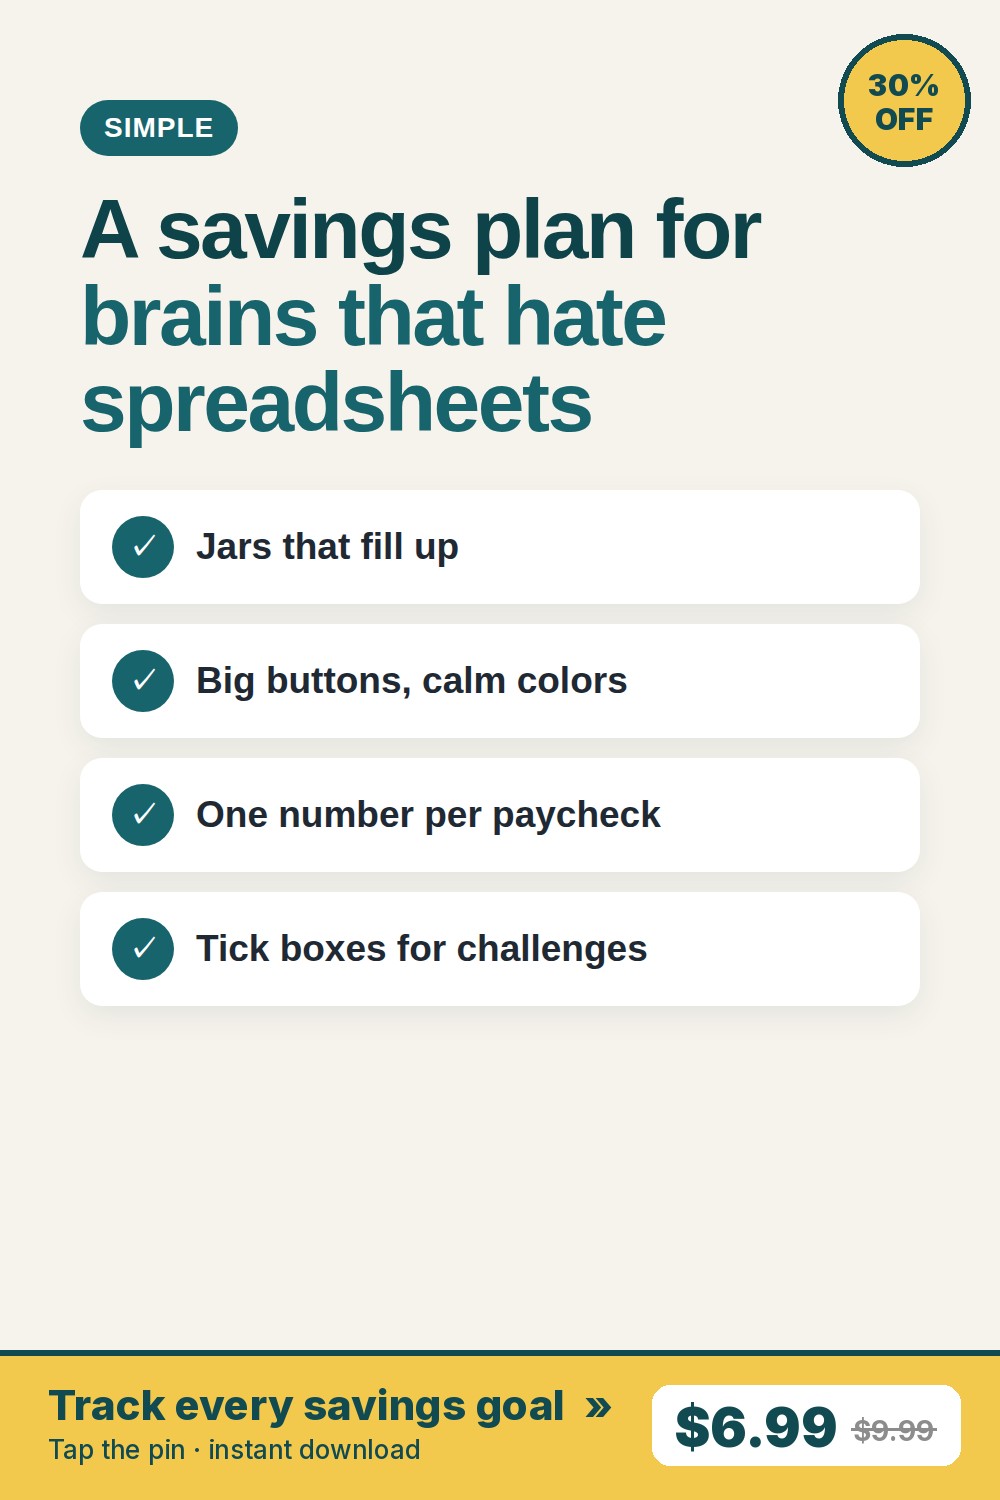 30%
OFF
SIMPLE
A savings plan for
brains that hate
spreadsheets
✓ Jars that fill up
✓ Big buttons, calm colors
✓ One number per paycheck
✓ Tick boxes for challenges
Track every savings goal »
Tap the pin · instant download
$6.99 $9.99